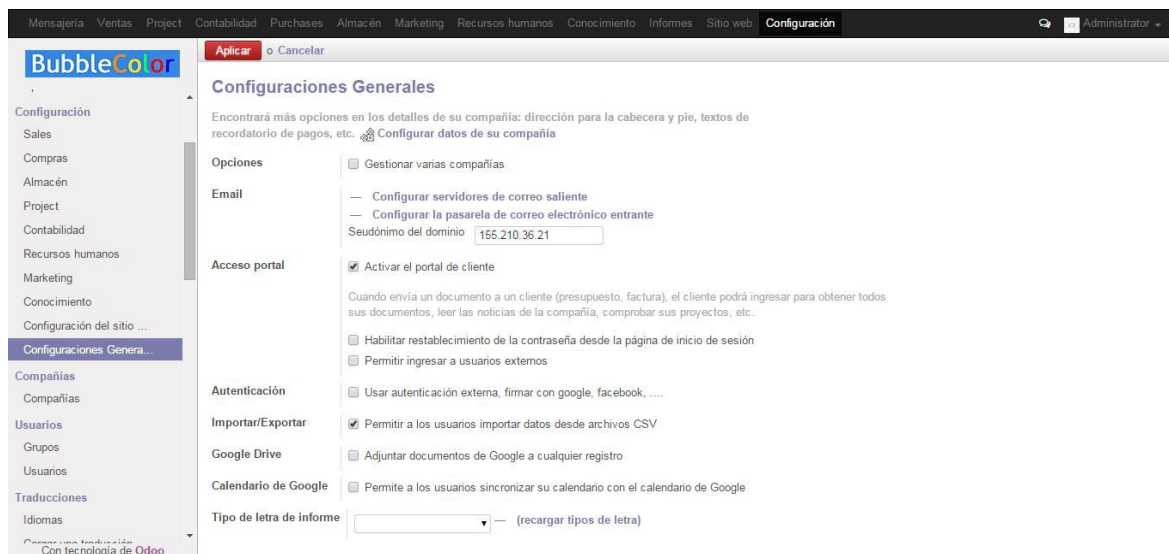 Mensajería Ventas Project Contabilidad Purchases Almacén Marketing Recursos humanos Conocimiento Informes Sitio web Configuración Administrator
BubbleColor
Configuración
Sales
Compras
Almacén
Project
Contabilidad
Recursos humanos
Marketing
Conocimiento
Configuración del sitio ...
Configuraciones Genera...
Compañías
Compañías
Usuarios
Grupos
Usuarios
Traducciones
Idiomas
Con tecnología de Odoo
Aplicar o Cancelar
Configuraciones Generales
Encontrará más opciones en los detalles de su compañia: dirección para la cabecera y pie, textos de
recordatorio de pagos, etc. Configurar datos de su compañia
Opciones Gestionar varias compañías
Email — Configurar servidores de correo saliente
— Configurar la pasarela de correo electrónico entrante
Seudónimo del dominio 155.210.36.21
Acceso portal Activar el portal de cliente
Cuando envía un documento a un cliente (presupuesto, factura), el cliente podrá ingresar para obtener todos
sus documentos, leer las noticias de la compañía, comprobar sus proyectos, etc.
Habilitar restablecimiento de la contraseña desde la página de inicio de sesión
Permitir ingresar a usuarios externos
Autenticación Usar autenticación externa, firmar con google, facebook, ....
Importar/Exportar Permitir a los usuarios importar datos desde archivos CSV
Google Drive Adjuntar documentos de Google a cualquier registro
Calendario de Google Permite a los usuarios sincronizar su calendario con el calendario de Google
Tipo de letra de informe — (recargar tipos de letra)